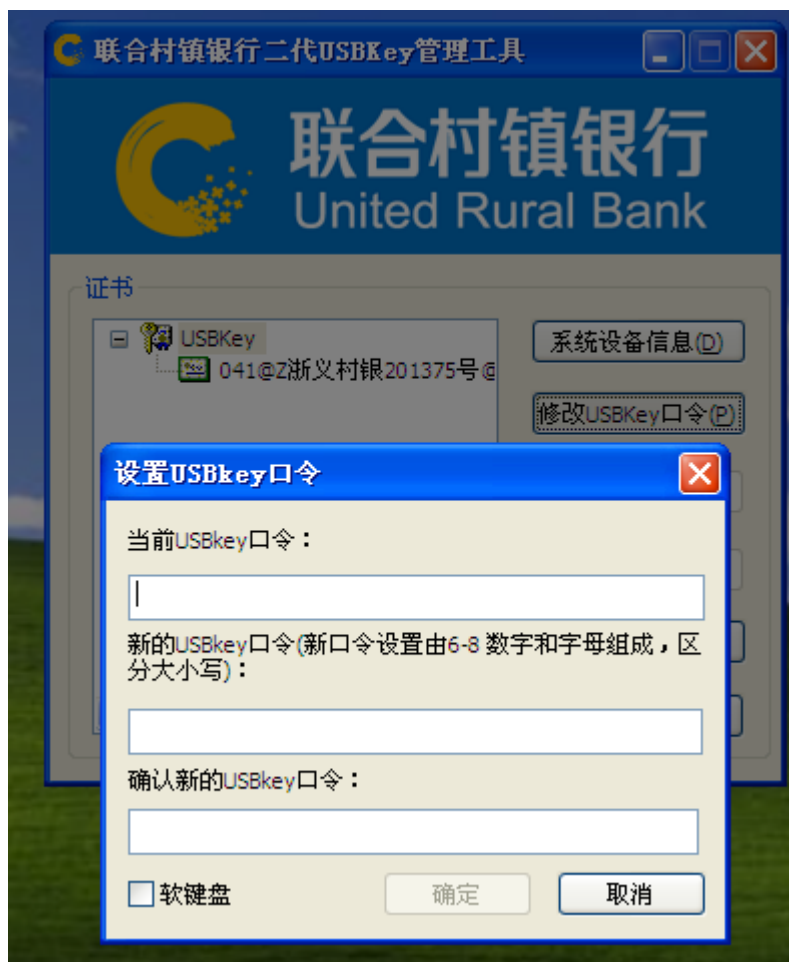 联合村镇银行二代USBKey管理工具
联合村镇银行
United Rural Bank
证书
USBKey
041@Z浙义村银201375号@
系统设备信息(D)
修改USBKey口令(P)
设置USBkey口令
当前USBkey口令：
新的USBkey口令(新口令设置由6-8 数字和字母组成，区
分大小写)：
确认新的USBkey口令：
软键盘
确定
取消